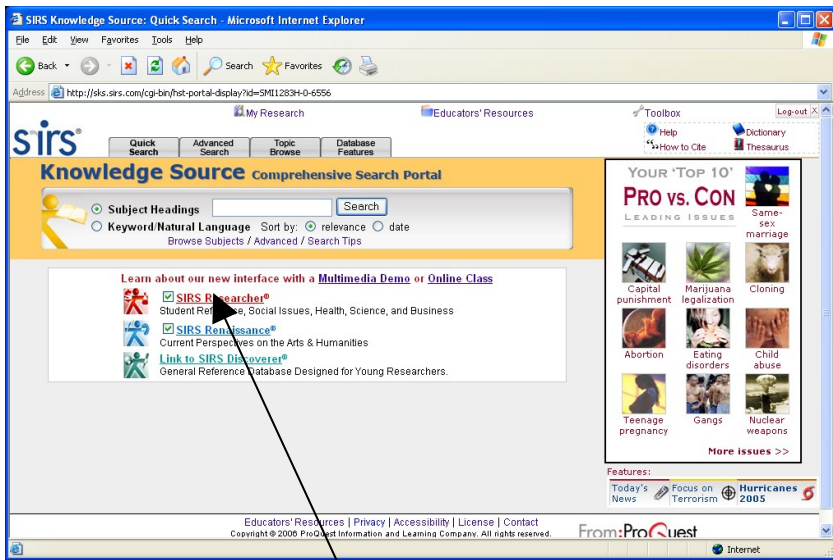 SIRS Knowledge Source: Quick Search - Microsoft Internet Explorer
File Edit View Favorites Tools Help
Back Search Favorites
Address http://sks.sirs.com/cgi-bin/hst-portal-display?id=SMI1283H-0-6556
My Research Educators' Resources Toolbox Log-out X
Help Dictionary
How to Cite Thesaurus
sirs®
Quick Search Advanced Search Topic Browse Database Features
Knowledge Source Comprehensive Search Portal
Subject Headings Search
Keyword/Natural Language Sort by: relevance date
Browse Subjects / Advanced / Search Tips
Learn about our new interface with a Multimedia Demo or Online Class
SIRS Researcher®
Student Social Issues, Health, Science, and Business
SIRS Renaissance®
Current Perspectives on the Arts & Humanities
Link to SIRS Discoverer®
General Reference Database Designed for Young Researchers.
YOUR 'TOP 10'
PRO VS. CON
LEADING ISSUES
Same-
sex
marriage
Capital
punishment
Marijuana
legalization
Cloning
Abortion
Eating
disorders
Child
abuse
Teenage
pregnancy
Gangs
Nuclear
weapons
More issues >>
Features:
Today's
News
Focus on
Terrorism
Hurricanes
2005
Educators' Resources | Privacy | Accessibility | License | Contact
Copyright © 2006 ProQuest Information and Learning Company. All rights reserved.
From:ProQuest
Internet